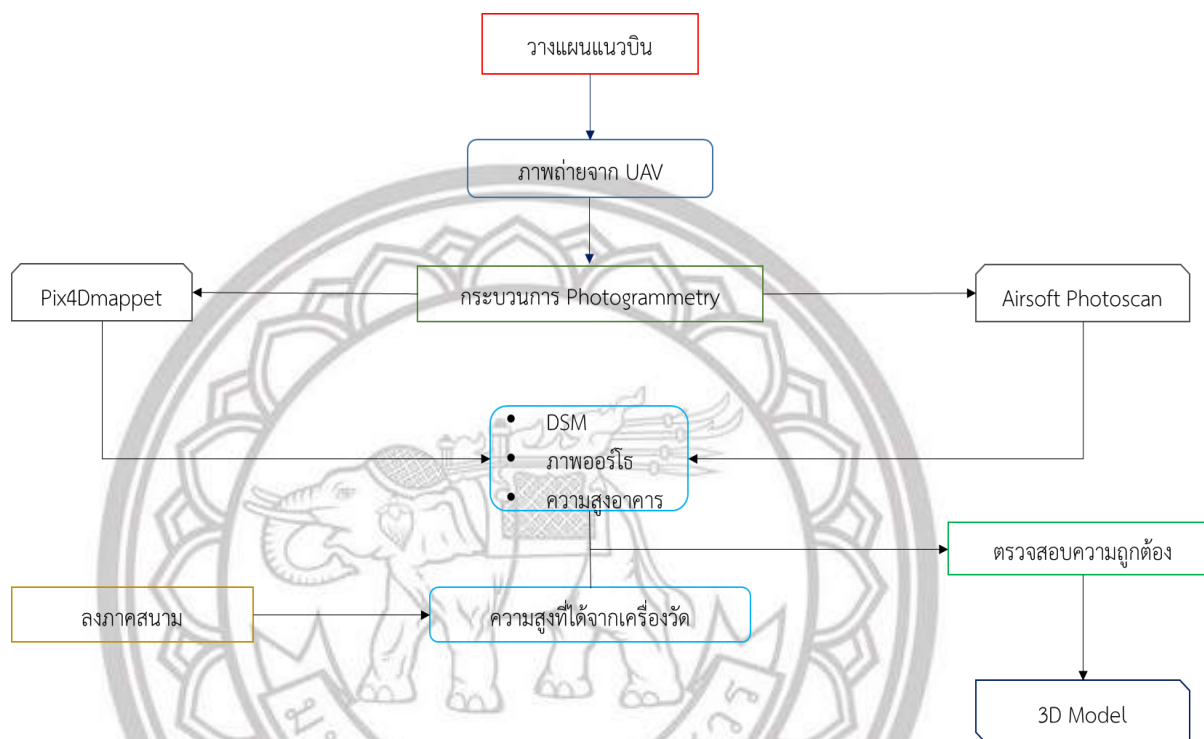 วางแผนแนวบิน
ภาพถ่ายจาก UAV
Pix4Dmappet
กระบวนการ Photogrammetry
Airsoft Photoscan
• DSM
• ภาพออร์โธ
• ความสูงอาคาร
ตรวจสอบความถูกต้อง
ลงภาคสนาม
ความสูงที่ได้จากเครื่องวัด
3D Model